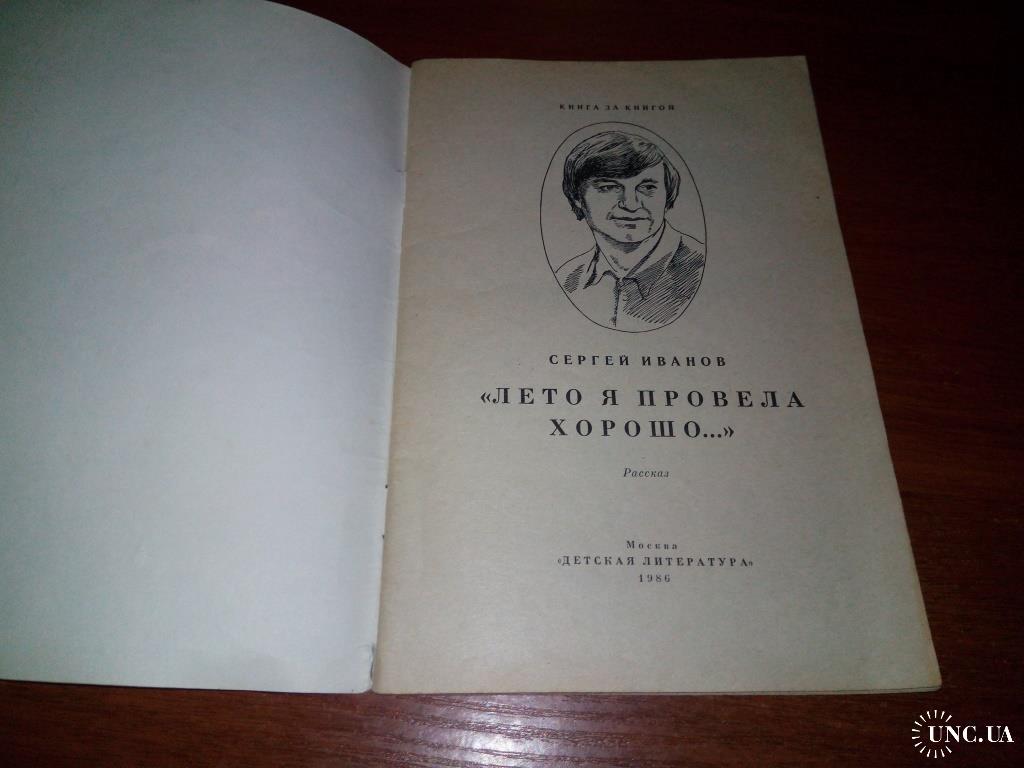 КНИГА ЗА КНИГОЙ
СЕРГЕЙ ИВАНОВ
«ЛЕТО Я ПРОВЕЛА
ХОРОШО...»
Рассказ
Москва
«ДЕТСКАЯ ЛИТЕРАТУРА»
1986
UNC.UA